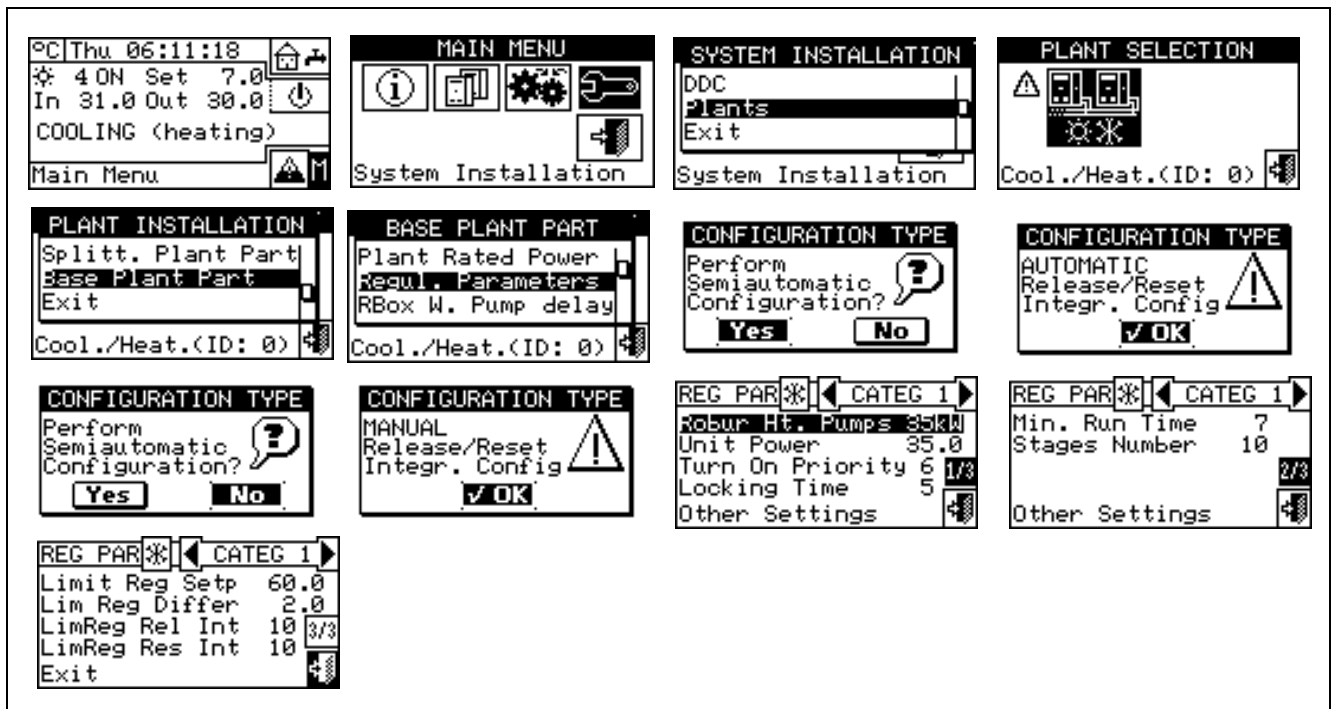 ºC Thu 06:11:18
4 ON Set 7.0
In 31.0 Out 30.0
COOLING (heating)
Main Menu M
MAIN MENU
System Installation
SYSTEM INSTALLATION
DDC
Plants
Exit
System Installation
PLANT SELECTION
Cool./Heat.(ID: 0)
PLANT INSTALLATION
Splitt. Plant Part
Base Plant Part
Exit
Cool./Heat.(ID: 0)
BASE PLANT PART
Plant Rated Power
Regul. Parameters
RBox W. Pump delay
Cool./Heat.(ID: 0)
CONFIGURATION TYPE
Perform
Semiautomatic
Configuration?
Yes No
CONFIGURATION TYPE
AUTOMATIC
Release/Reset
Integr. Config
√ OK
CONFIGURATION TYPE
Perform
Semiautomatic
Configuration?
Yes No
CONFIGURATION TYPE
MANUAL
Release/Reset
Integr. Config
√ OK
REG PAR CATEG 1
Robur Ht. Pumps 35kW
Unit Power 35.0
Turn On Priority 6 1/3
Locking Time 5
Other Settings
REG PAR CATEG 1
Min. Run Time 7
Stages Number 10
2/3
Other Settings
REG PAR CATEG 1
Limit Reg Setp 60.0
Lim Reg Differ 2.0
LimReg Rel Int 10 3/3
LimReg Res Int 10
Exit